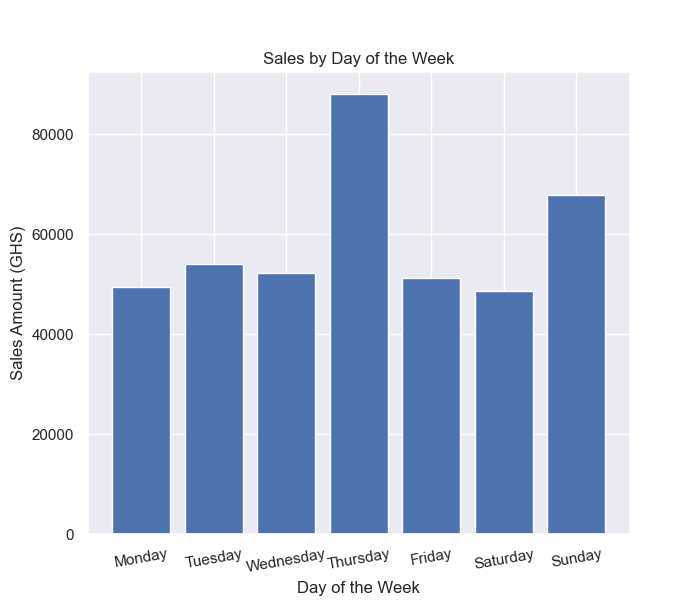 Sales by Day of the Week
Sales Amount (GHS)
80000
60000
40000
20000
0
Monday Tuesday Wednesday Thursday Friday Saturday Sunday
Day of the Week